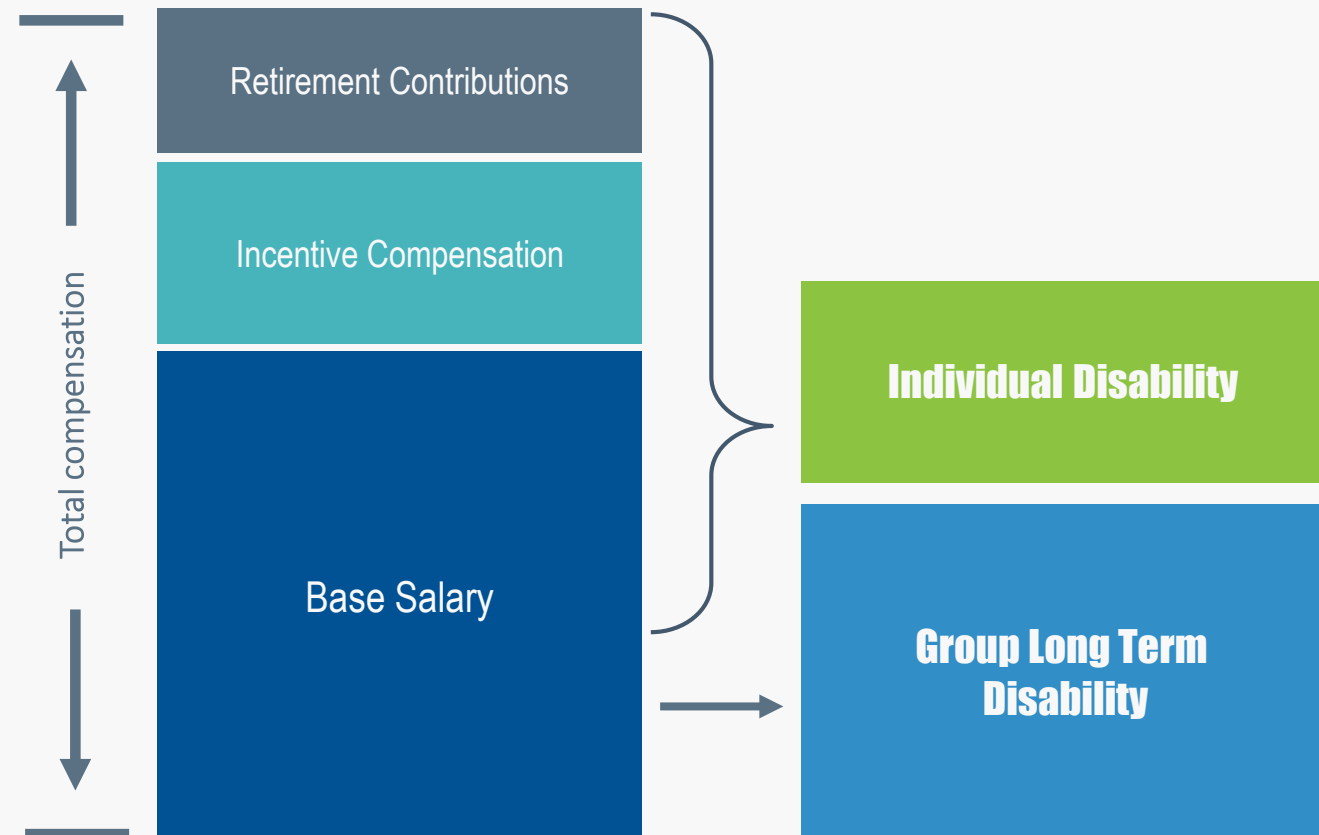 Retirement Contributions
Incentive Compensation
Total compensation
Individual Disability
Base Salary
Group Long Term
Disability